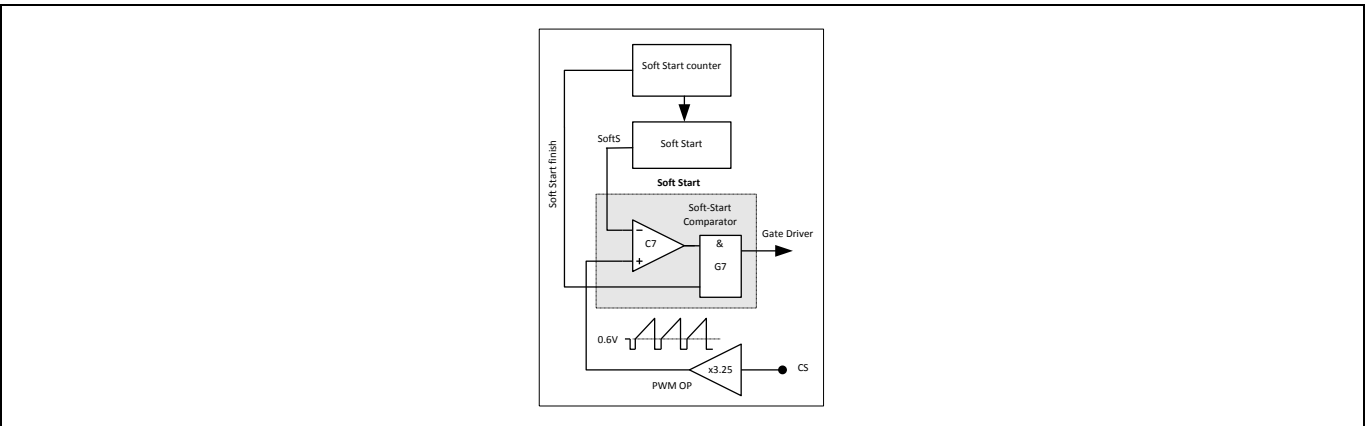 Soft Start counter
SoftS
Soft Start
Soft Start finish
Soft Start
Soft-Start
Comparator
Gate Driver
−
C7
+
&
G7
0.6V
x3.25
CS
PWM OP